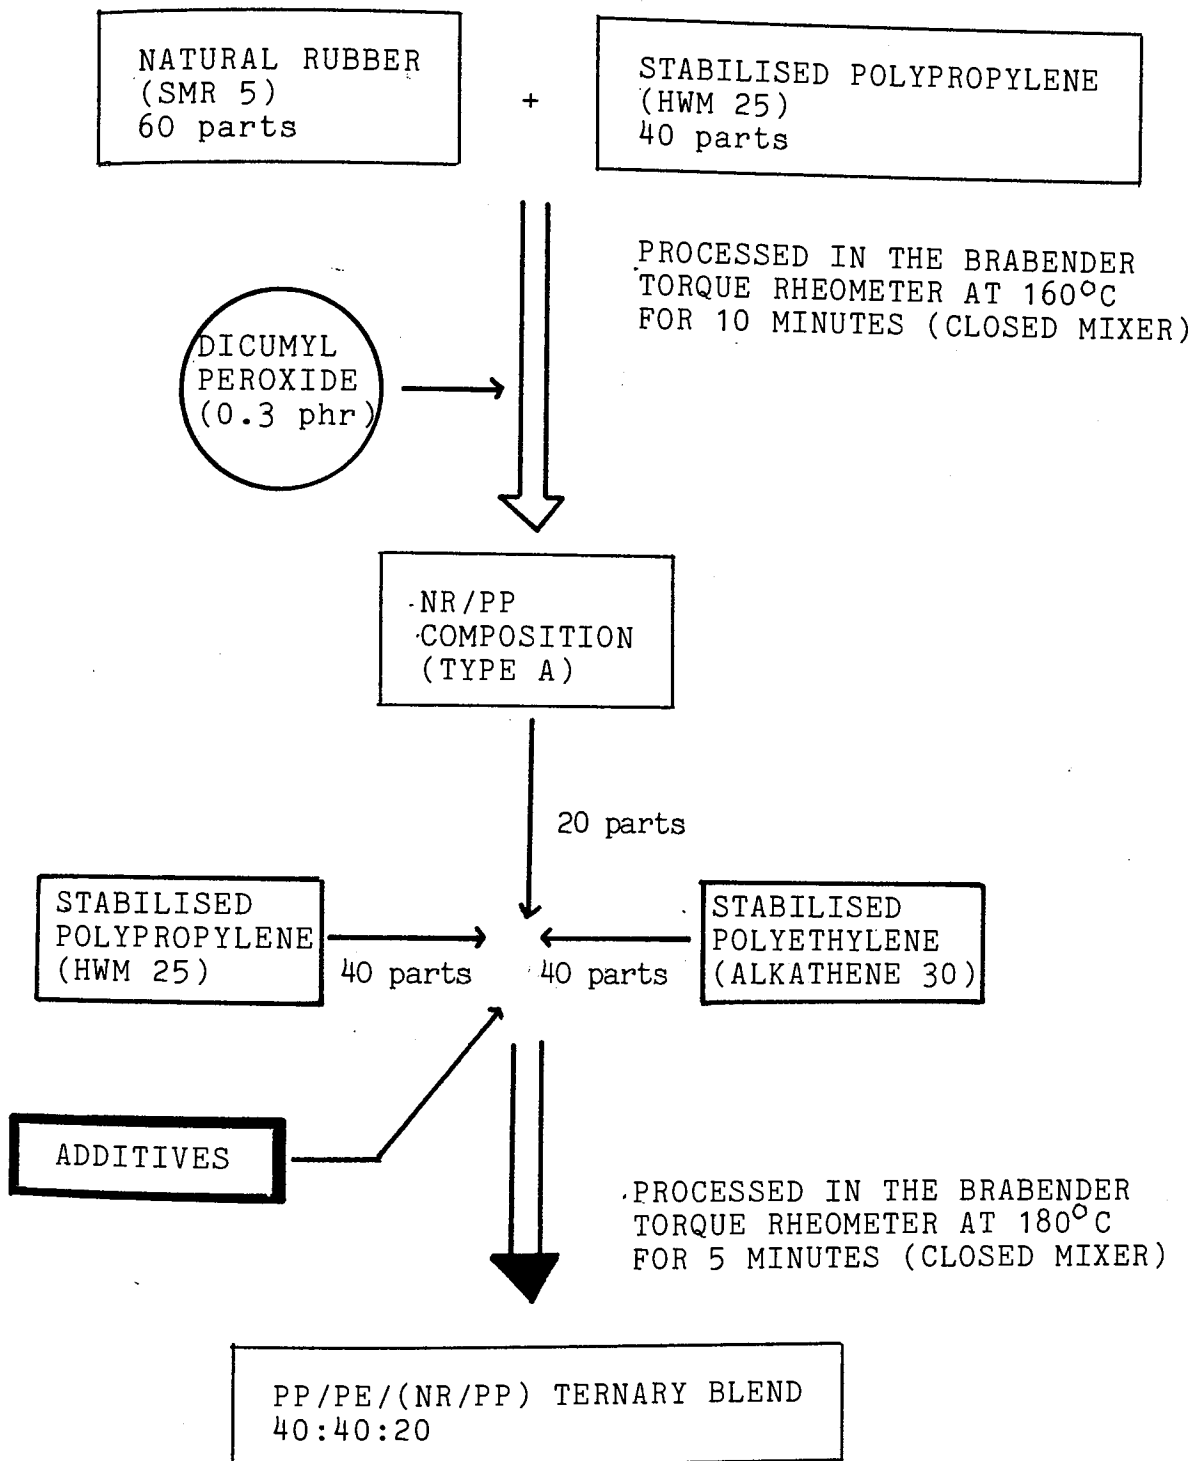 NATURAL RUBBER
(SMR 5)
60 parts
+
STABILISED POLYPROPYLENE
(HWM 25)
40 parts
PROCESSED IN THE BRABENDER
TORQUE RHEOMETER AT 160°C
FOR 10 MINUTES (CLOSED MIXER)
DICUMYL
PEROXIDE
(0.3 phr)
NR/PP
COMPOSITION
(TYPE A)
20 parts
STABILISED
POLYPROPYLENE
(HWM 25)
40 parts
40 parts
STABILISED
POLYETHYLENE
(ALKATHENE 30)
ADDITIVES
PROCESSED IN THE BRABENDER
TORQUE RHEOMETER AT 180°C
FOR 5 MINUTES (CLOSED MIXER)
PP/PE/(NR/PP) TERNARY BLEND
40:40:20